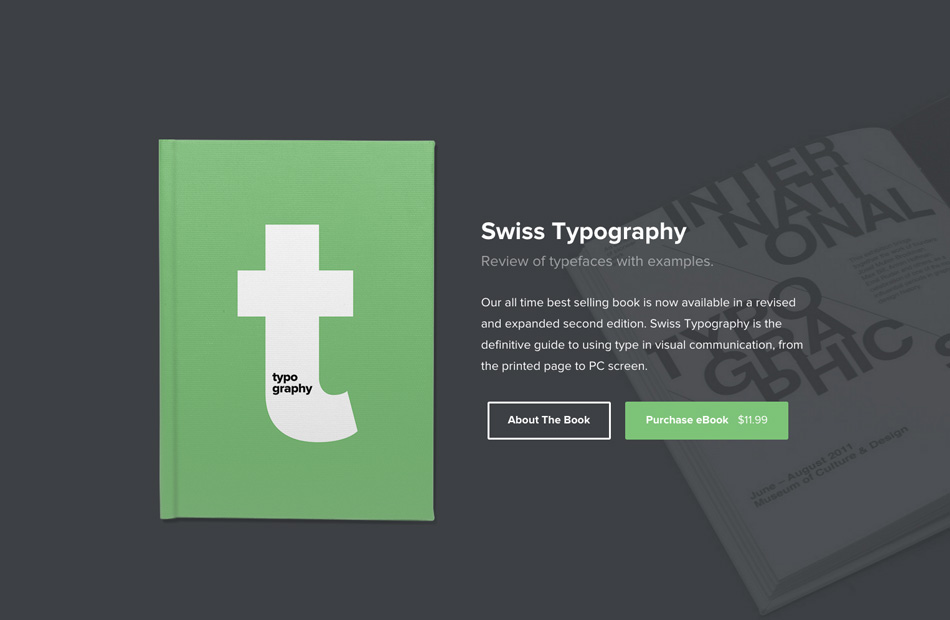 typo
graphy
Swiss Typography
Review of typefaces with examples.
Our all time best selling book is now available in a revised
and expanded second edition. Swiss Typography is the
definitive guide to using type in visual communication, from
the printed page to PC screen.
About The Book
Purchase eBook $11.99
INTER
NATI
ONAL
TYPO
GRA
PHIC
June – August 2011
Museum of Culture & Design